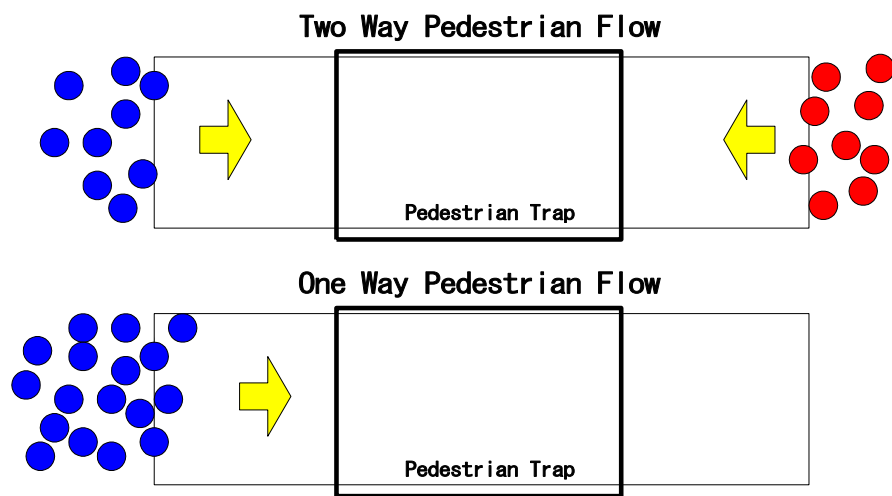 Two Way Pedestrian Flow
Pedestrian Trap
One Way Pedestrian Flow
Pedestrian Trap